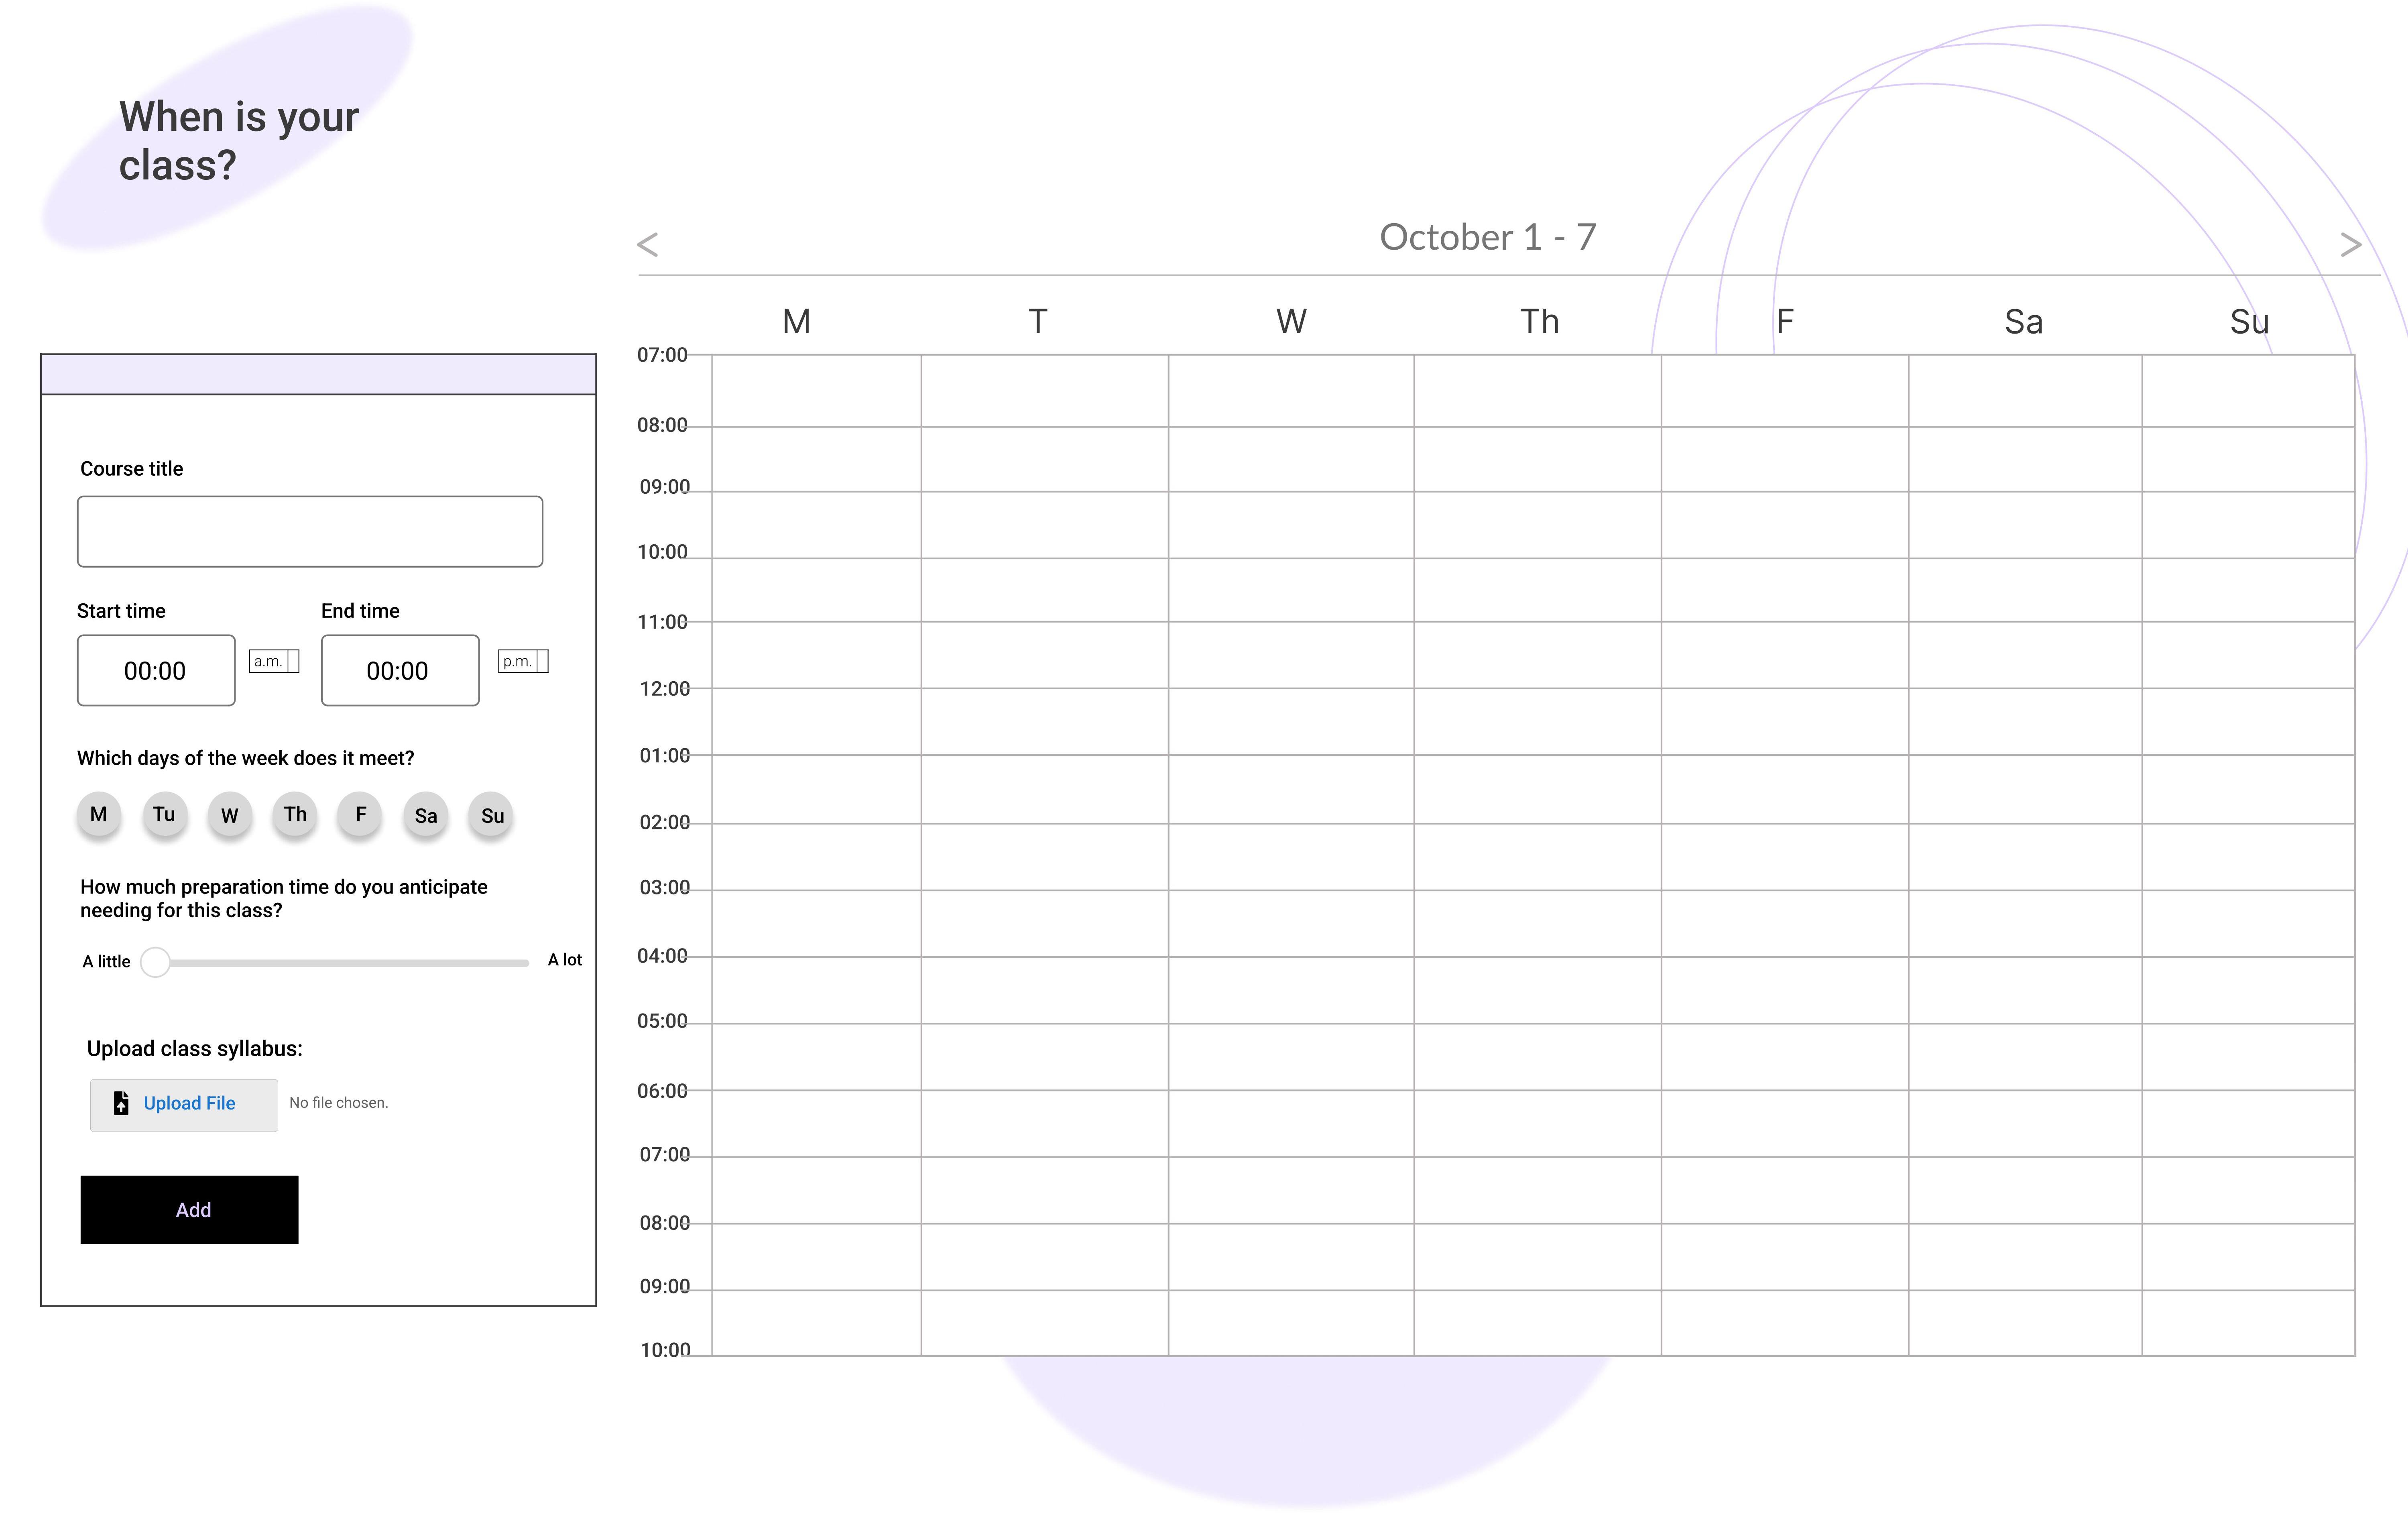 When is your
class?
< October 1 - 7 >
M T W Th F Sa Su
Course title
Start time End time
00:00 a.m. 00:00 p.m.
Which days of the week does it meet?
M Tu W Th F Sa Su
How much preparation time do you anticipate
needing for this class?
A little A lot
Upload class syllabus:
Upload File No file chosen.
Add
07:00
08:00
09:00
10:00
11:00
12:00
01:00
02:00
03:00
04:00
05:00
06:00
07:00
08:00
09:00
10:00